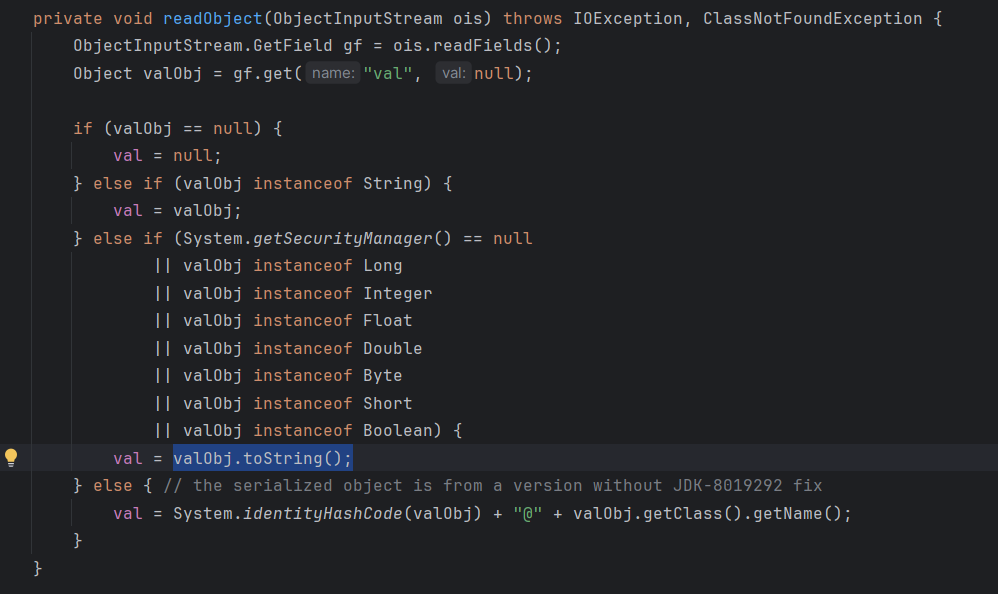 private void readObject(ObjectInputStream ois) throws IOException, ClassNotFoundException {
    ObjectInputStream.GetField gf = ois.readFields();
    Object valObj = gf.get( name: "val", val: null);

    if (valObj == null) {
        val = null;
    } else if (valObj instanceof String) {
        val = valObj;
    } else if (System.getSecurityManager() == null
            || valObj instanceof Long
            || valObj instanceof Integer
            || valObj instanceof Float
            || valObj instanceof Double
            || valObj instanceof Byte
            || valObj instanceof Short
            || valObj instanceof Boolean) {
        val = valObj.toString();
    } else { // the serialized object is from a version without JDK-8019292 fix
        val = System.identityHashCode(valObj) + "@" + valObj.getClass().getName();
    }
}